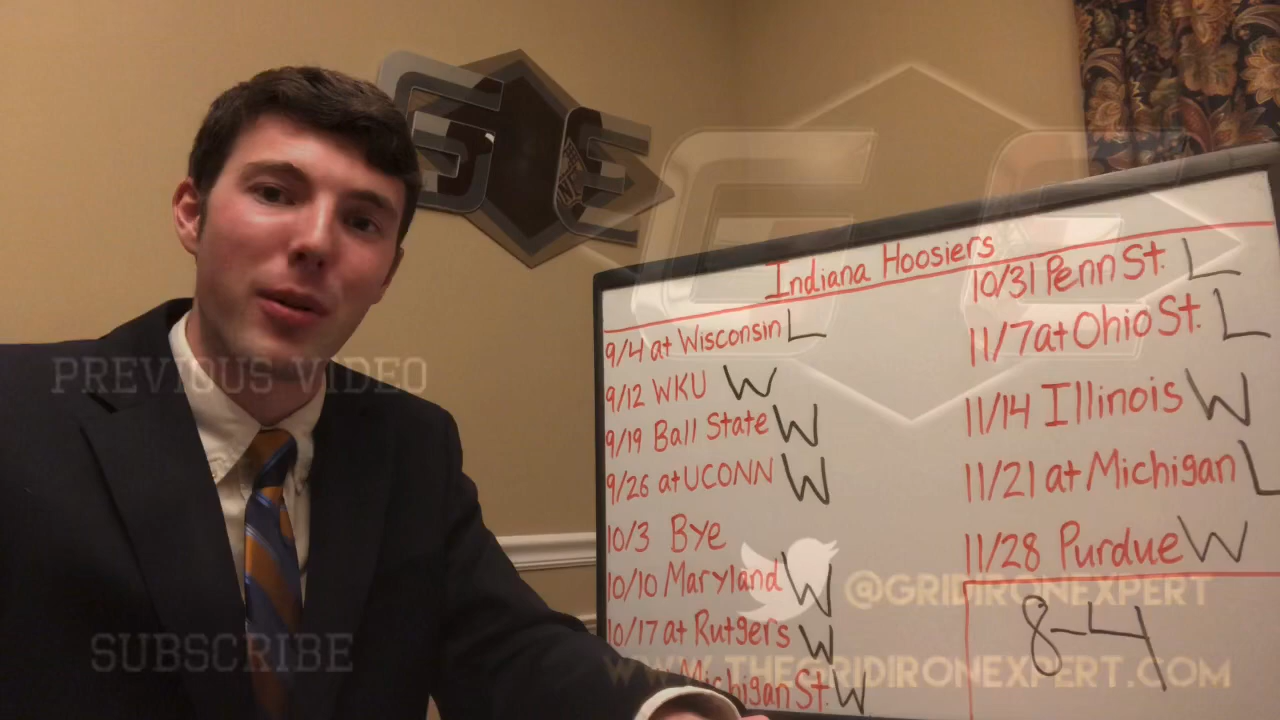 Indiana Hoosiers
9/4 at Wisconsin L
9/12 WKU W
9/19 Ball State W
9/26 at UCONN W
10/3 Bye
10/10 Maryland W
10/17 at Rutgers W
Michigan St. W
10/31 Penn St. L
11/7 at Ohio St. L
11/14 Illinois W
11/21 at Michigan L
11/28 Purdue W
8-4
GE
GE
PREVIOUS VIDEO
SUBSCRIBE
@GRIDIRONEXPERT
WWW.THEGRIDIRONEXPERT.COM